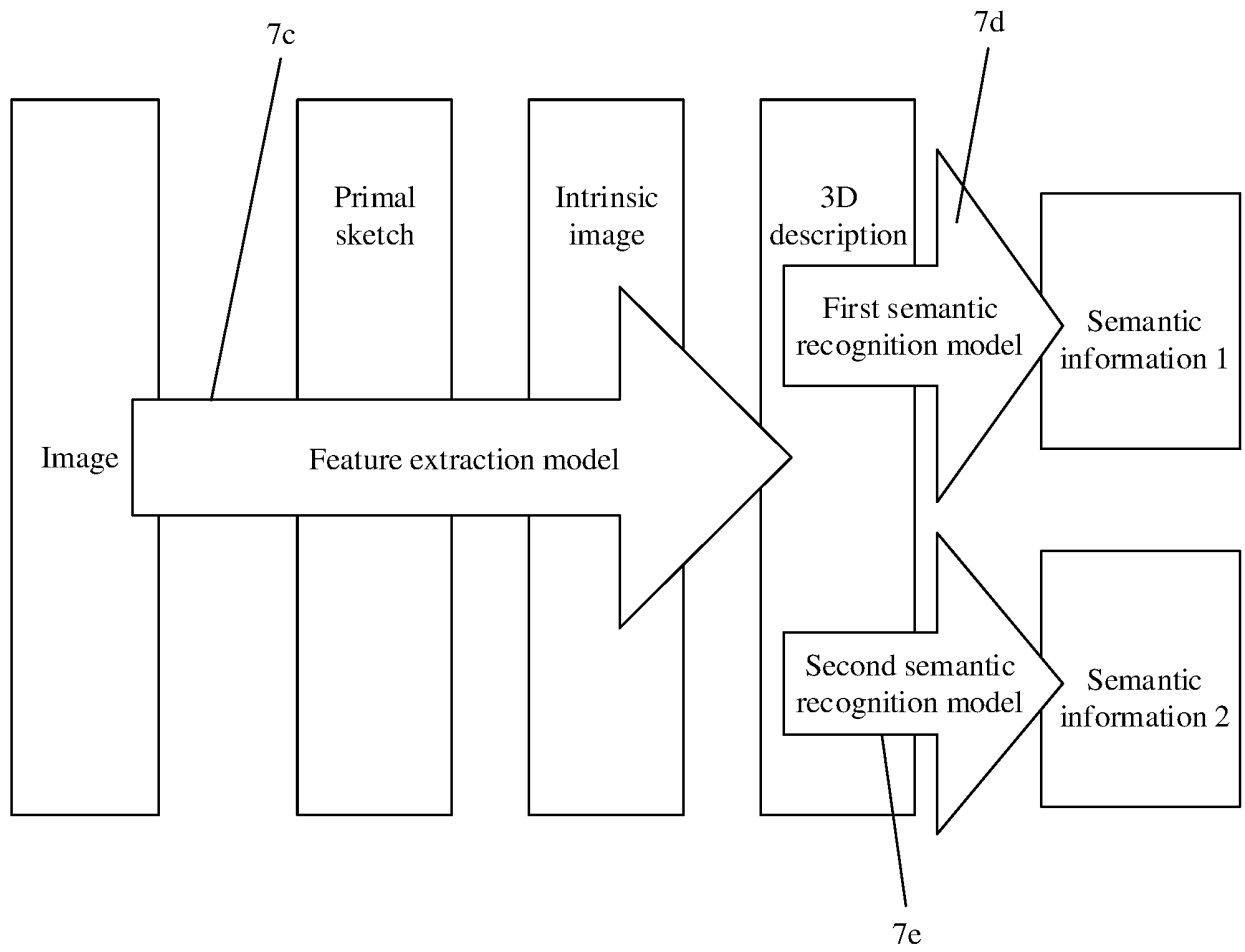 7c
7d
Primal
sketch
Intrinsic
image
3D
description
First semantic
recognition model
Semantic
information 1
Image
Feature extraction model
Second semantic
recognition model
Semantic
information 2
7e